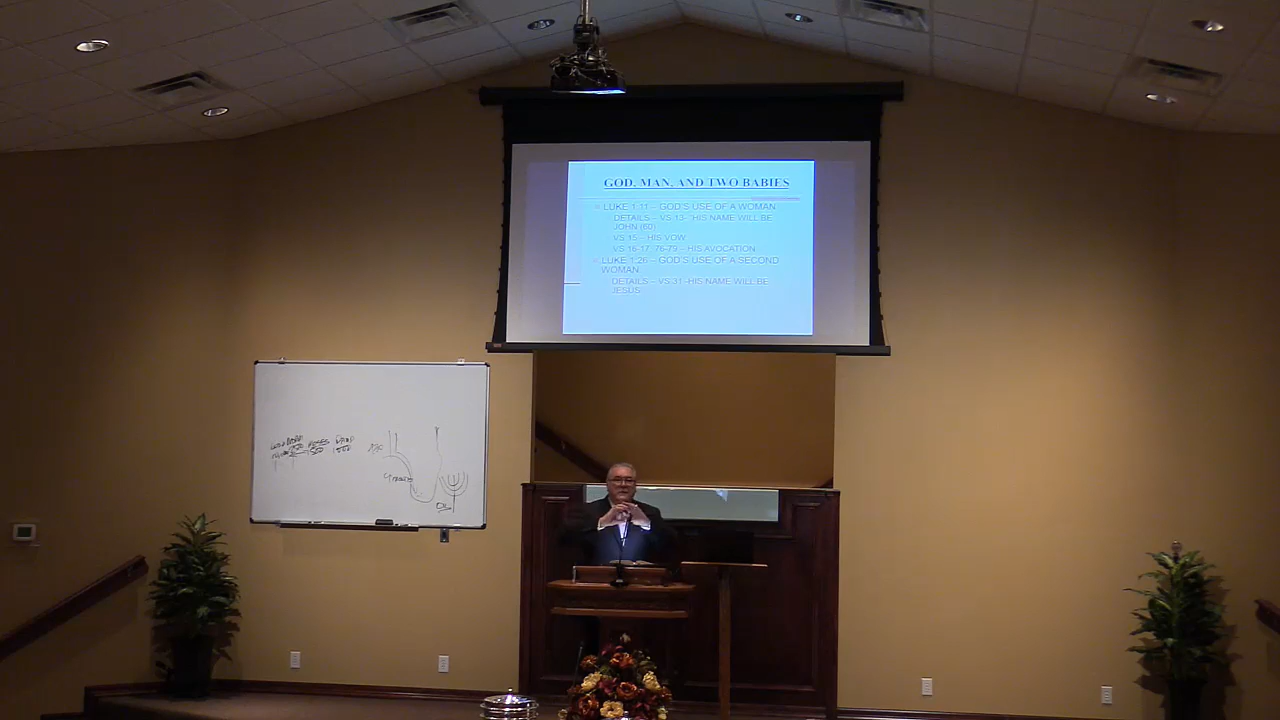 GOD, MAN, AND TWO BABIES
LUKE 1:11 – GOD'S USE OF A WOMAN
DETAILS – VS 13- "HIS NAME WILL BE
JOHN (60)
VS 15 – HIS VOW
VS 16-17, 76-79 – HIS AVOCATION
LUKE 1:26 – GOD'S USE OF A SECOND
WOMAN
DETAILS – VS 31 -HIS NAME WILL BE
JESUS
MOSES